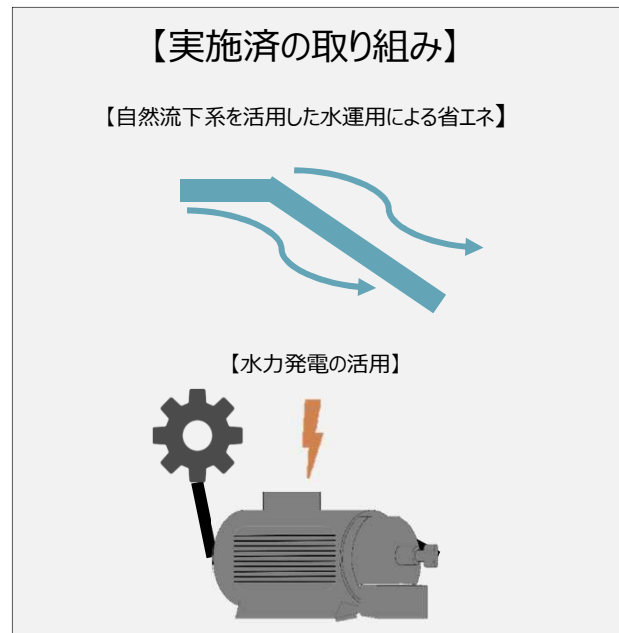 【実施済の取り組み】
【自然流下系を活用した水運用による省エネ】
【水力発電の活用】